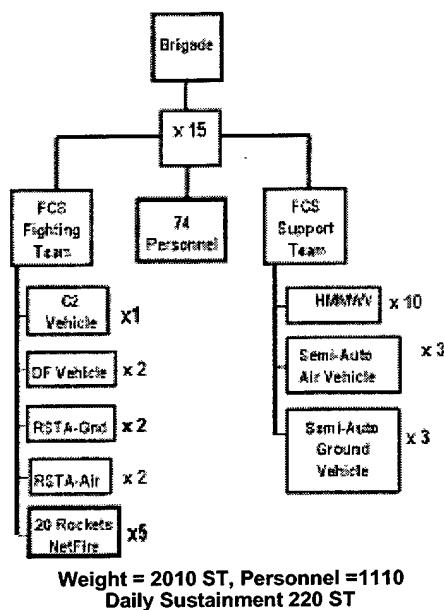 Brigade
x 15
FCS
Fighting
Team
74
Personnel
FCS
Support
Team
C2
Vehicle
x1
DF Vehicle
x 2
RSTA-Gnd
x 2
RSTA-Air
x 2
20 Rockets
NetFire
x5
HMMWV
x 10
Semi-Auto
Air Vehicle
x 3
Semi-Auto
Ground
Vehicle
x 3
Weight = 2010 ST, Personnel =1110
Daily Sustainment 220 ST